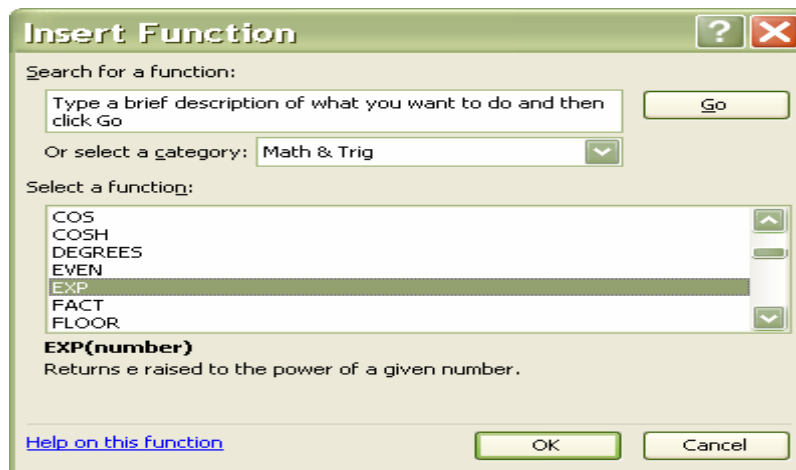 Insert Function
?
Search for a function:
Type a brief description of what you want to do and then
click Go
Go
Or select a category: Math & Trig
Select a function:
COS
COSH
DEGREES
EVEN
EXP
FACT
FLOOR
EXP(number)
Returns e raised to the power of a given number.
Help on this function
OK
Cancel